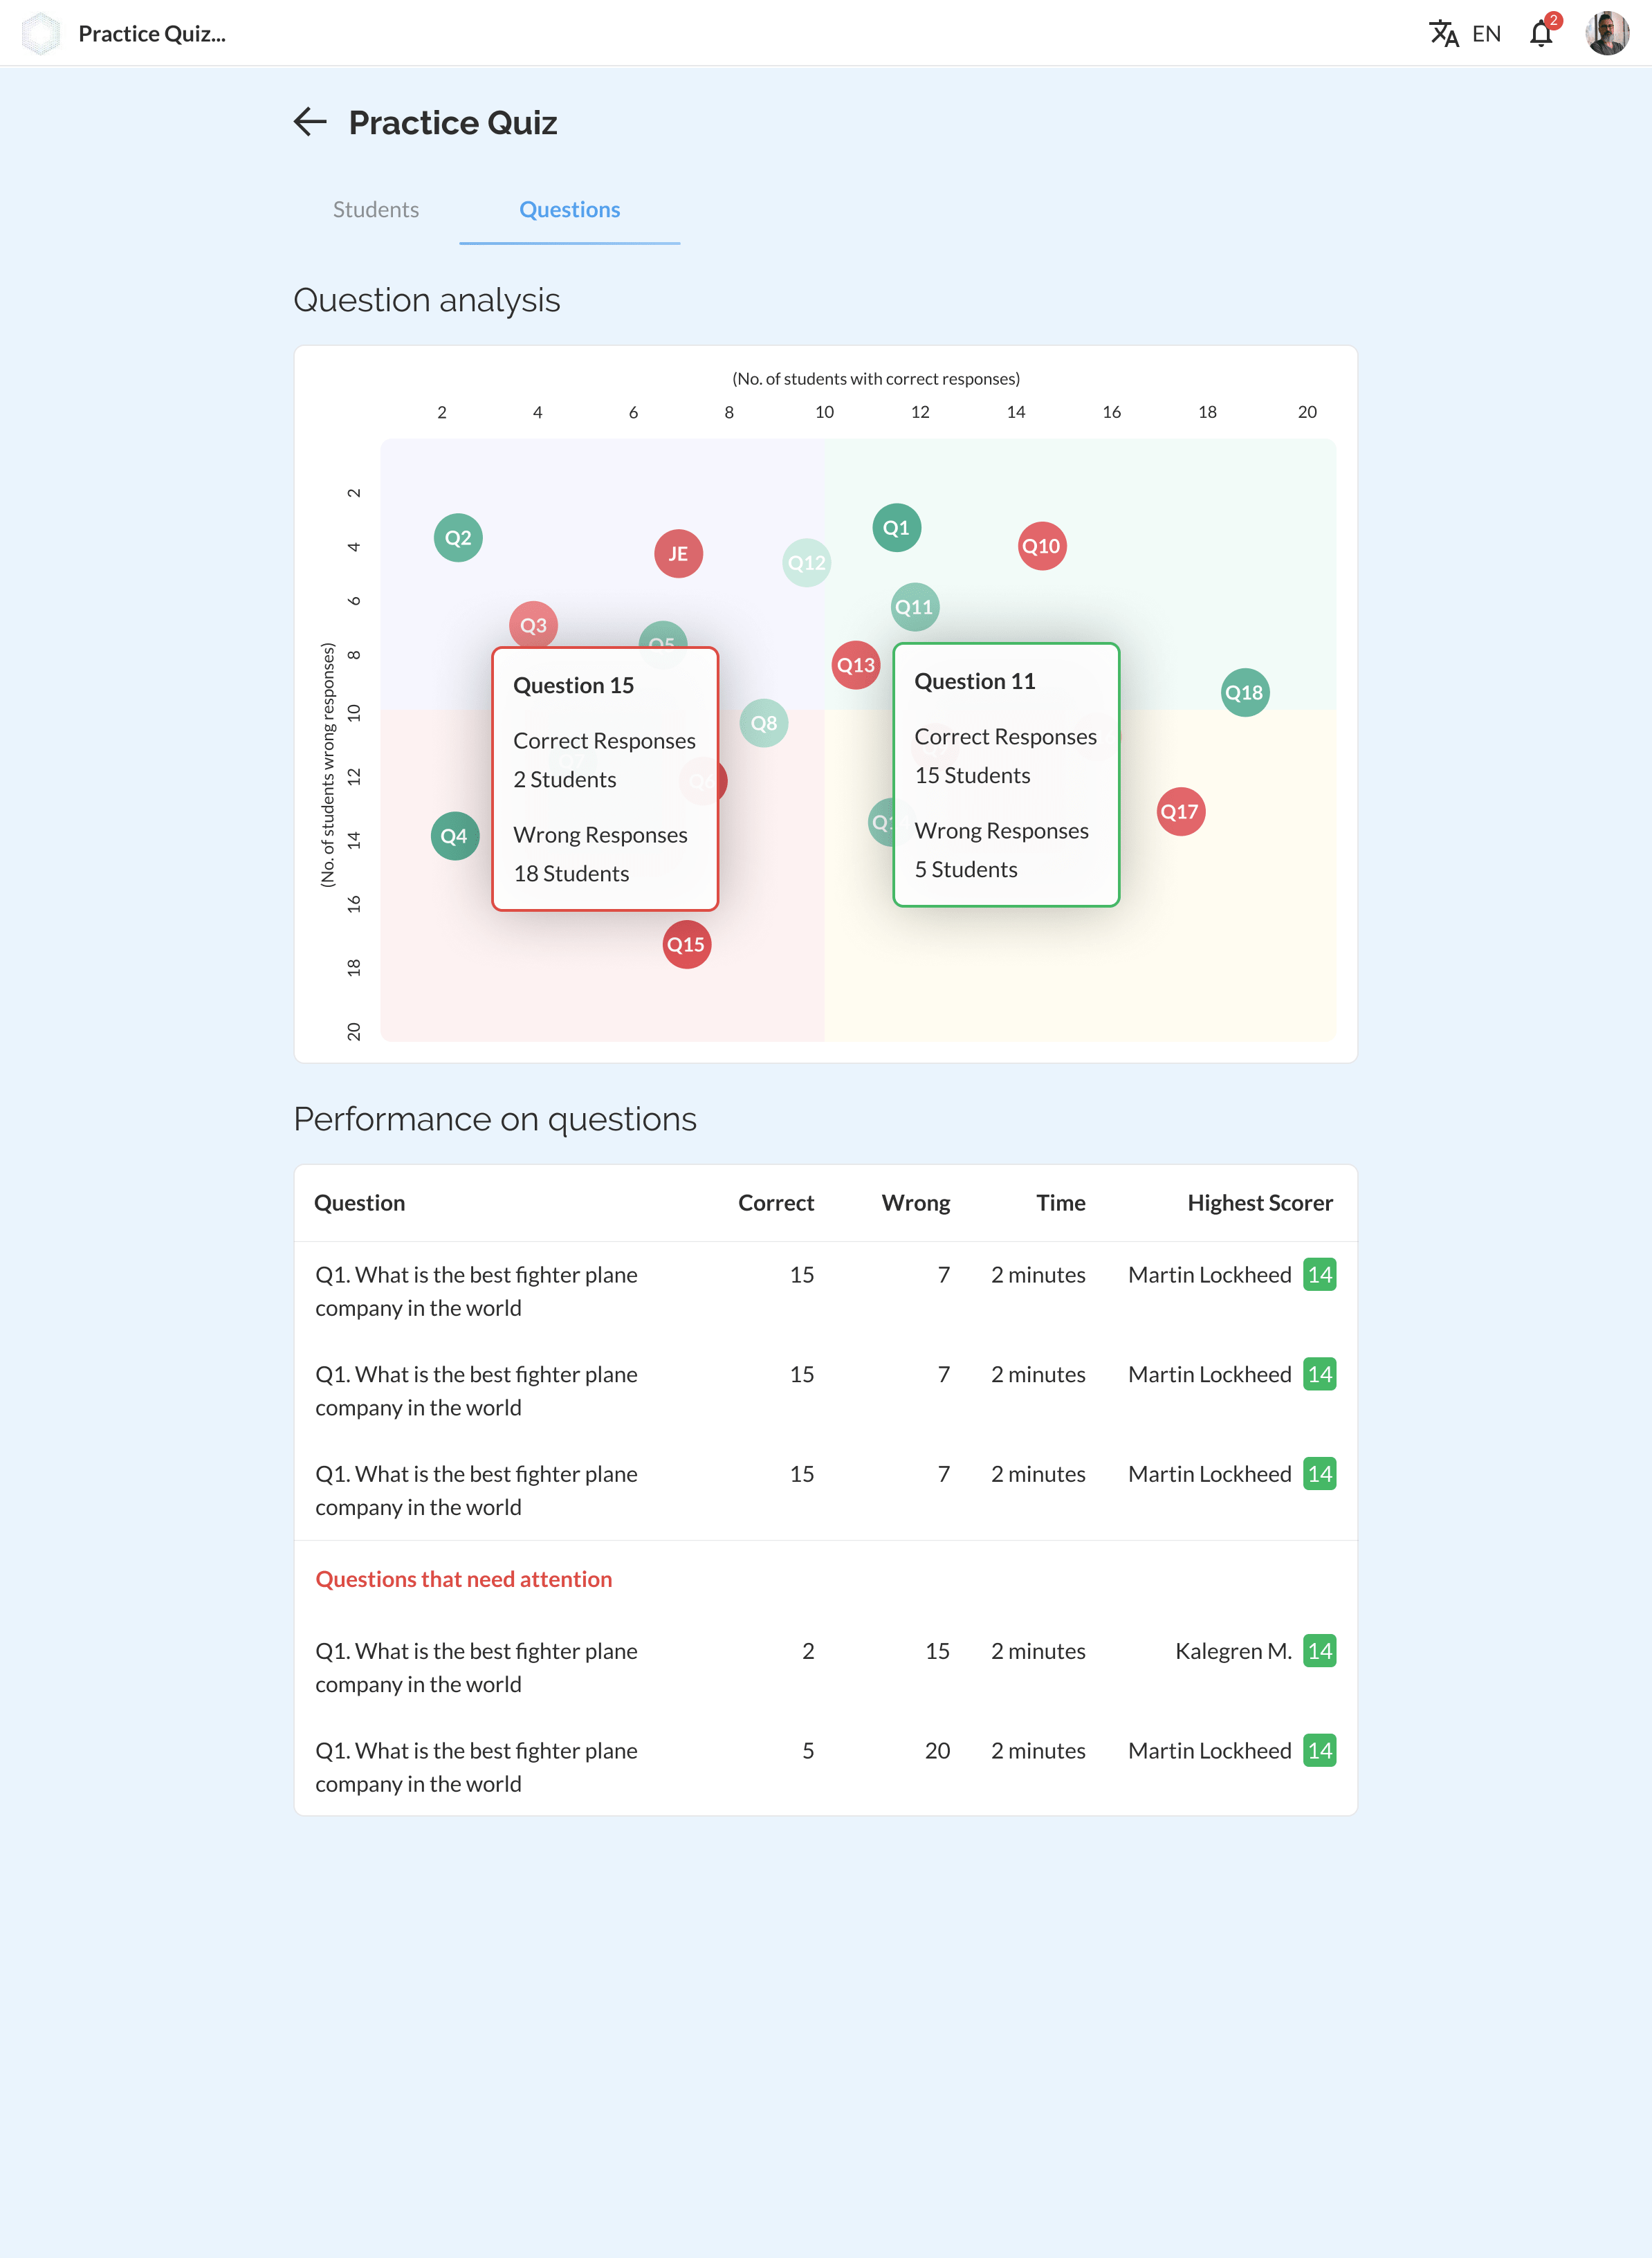 Practice Quiz...
EN
2
Practice Quiz
Students
Questions
Question analysis
(No. of students with correct responses)
2 4 6 8 10 12 14 16 18 20
(No. of students wrong responses)
2
4
6
8
10
12
14
16
18
20
Q2
JE
Q12
Q1
Q10
Q3
Q5
Q11
Q13
Q18
Q8
Q7
Q6
Q4
Q17
Q15
Question 15
Correct Responses
2 Students
Wrong Responses
18 Students
Question 11
Correct Responses
15 Students
Wrong Responses
5 Students
Performance on questions
Question Correct Wrong Time Highest Scorer
Q1. What is the best fighter plane 15 7 2 minutes Martin Lockheed 14
company in the world
Q1. What is the best fighter plane 15 7 2 minutes Martin Lockheed 14
company in the world
Q1. What is the best fighter plane 15 7 2 minutes Martin Lockheed 14
company in the world
Questions that need attention
Q1. What is the best fighter plane 2 15 2 minutes Kalegren M. 14
company in the world
Q1. What is the best fighter plane 5 20 2 minutes Martin Lockheed 14
company in the world